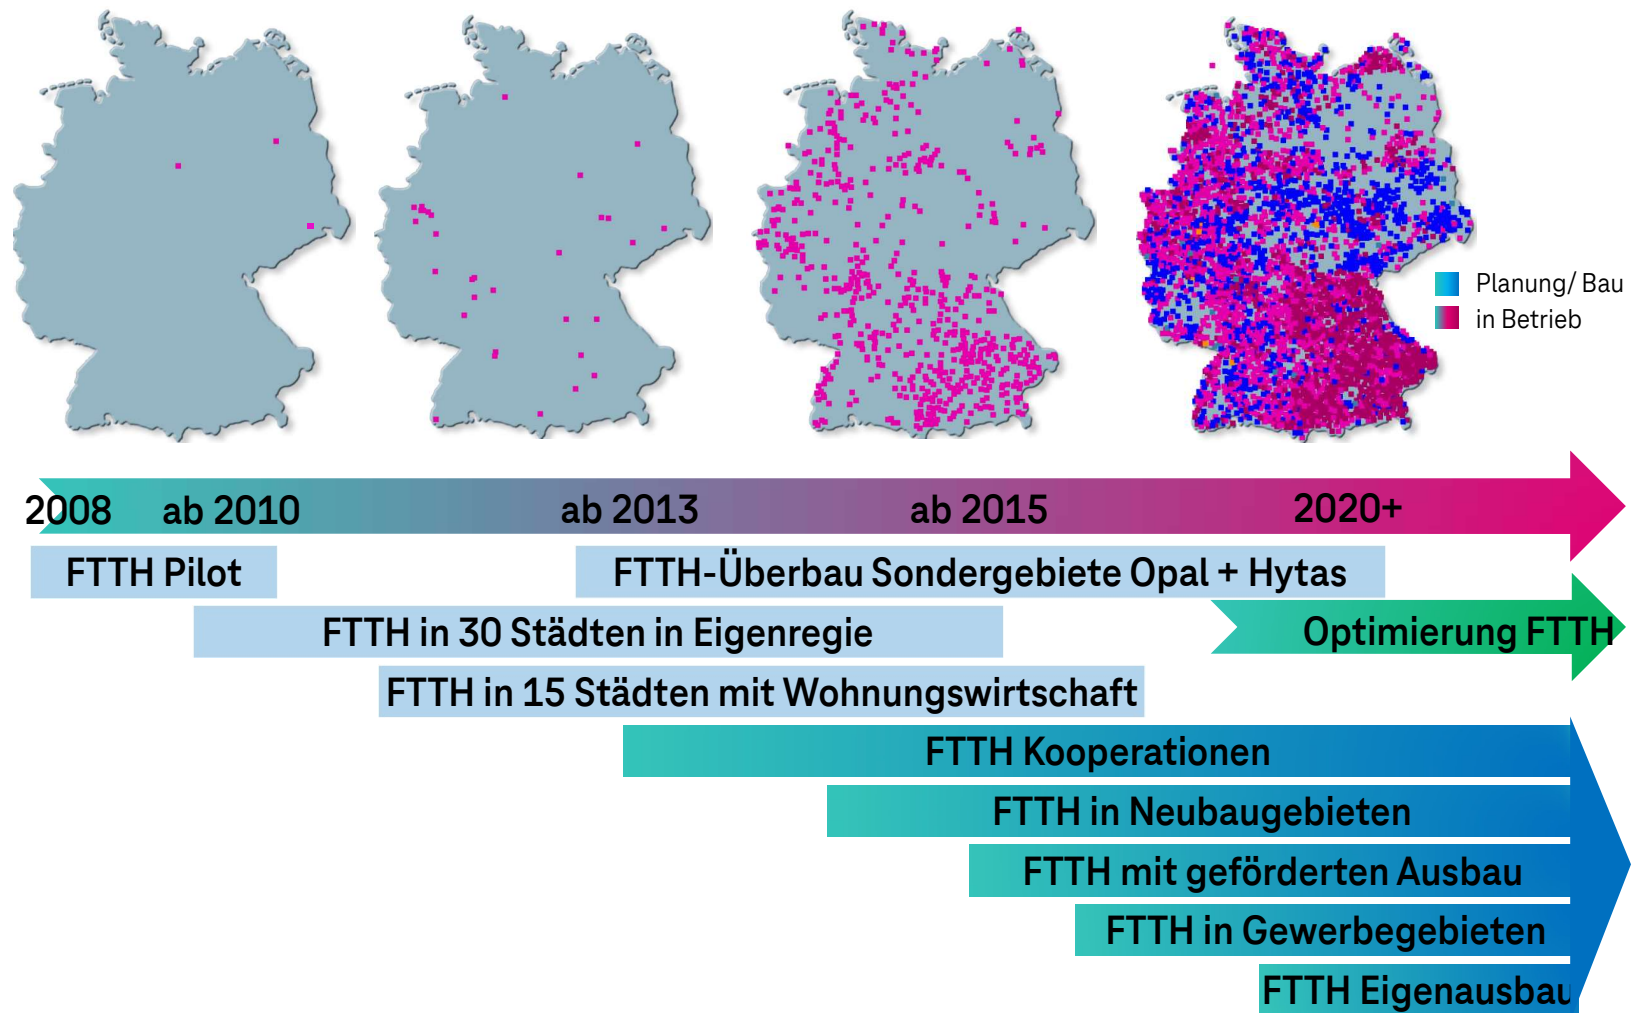 Planung/ Bau
in Betrieb
2008
ab 2010
ab 2013
ab 2015
2020+
FTTH Pilot
FTTH-Überbau Sondergebiete Opal + Hytas
FTTH in 30 Städten in Eigenregie
Optimierung FTTH
FTTH in 15 Städten mit Wohnungswirtschaft
FTTH Kooperationen
FTTH in Neubaugebieten
FTTH mit geförderten Ausbau
FTTH in Gewerbegebieten
FTTH Eigenausbau